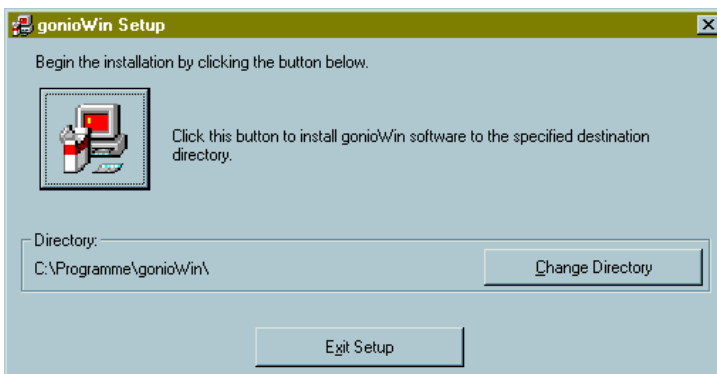 gonioWin Setup
Begin the installation by clicking the button below.
Click this button to install gonioWin software to the specified destination
directory.
Directory:
C:\Programme\gonioWin\
Change Directory
Exit Setup